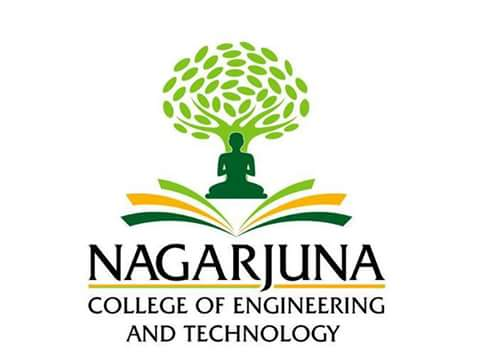 NAGARJUNA
COLLEGE OF ENGINEERING
AND TECHNOLOGY